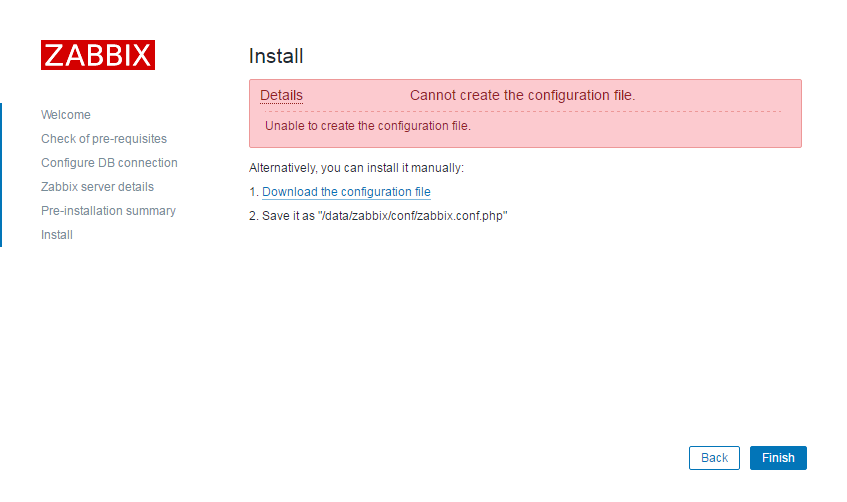 ZABBIX
Welcome
Check of pre-requisites
Configure DB connection
Zabbix server details
Pre-installation summary
Install
Install
Details Cannot create the configuration file.
Unable to create the configuration file.
Alternatively, you can install it manually:
1. Download the configuration file
2. Save it as "/data/zabbix/conf/zabbix.conf.php"
Back Finish